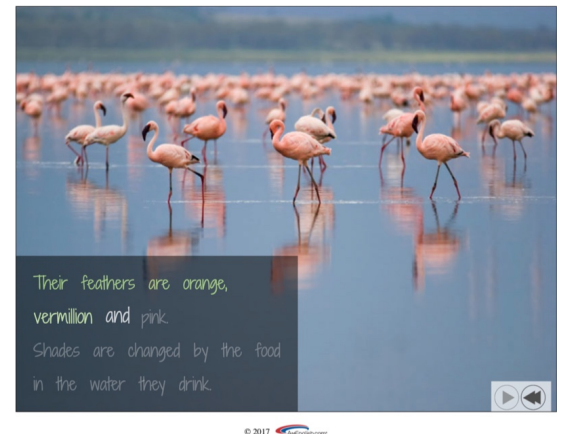 Their feathers are orange,
vermillion and pink.
Shades are changed by the food
in the water they drink.
© 2017